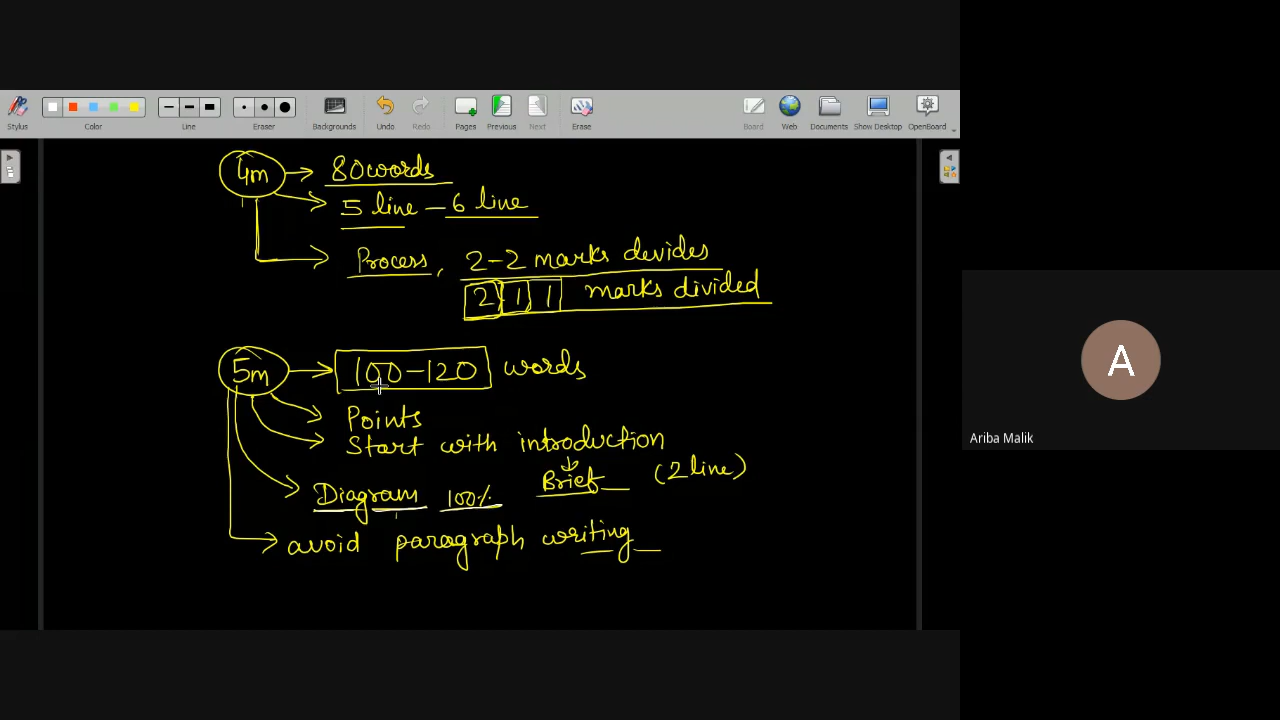 Stylus
Color
Line
Eraser
Backgrounds
Undo
Redo
Pages
Previous
Next
Erase
Board
Web
Documents
Show Desktop
OpenBoard
4m → 80 words
5 line – 6 line
Process, 2-2 marks devides
2 1 1 marks divided
5m → 100-120 words
Points
Start with introduction
Brief (2 line)
Diagram 100%
avoid paragraph writing
A
Ariba Malik